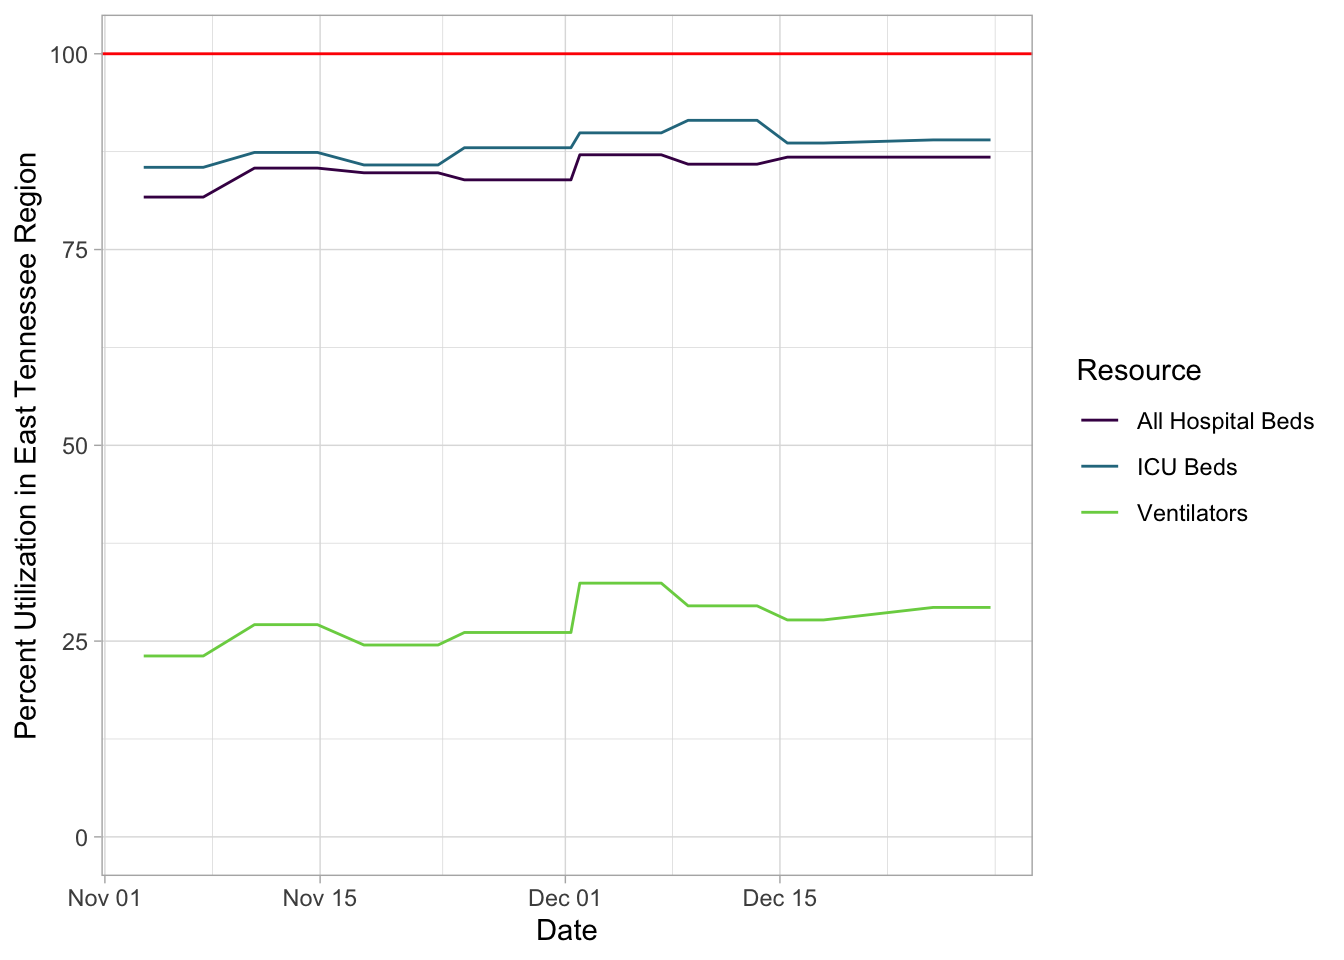 Percent Utilization in East Tennessee Region
100
75
50
25
0
Nov 01
Nov 15
Dec 01
Dec 15
Date
Resource
All Hospital Beds
ICU Beds
Ventilators